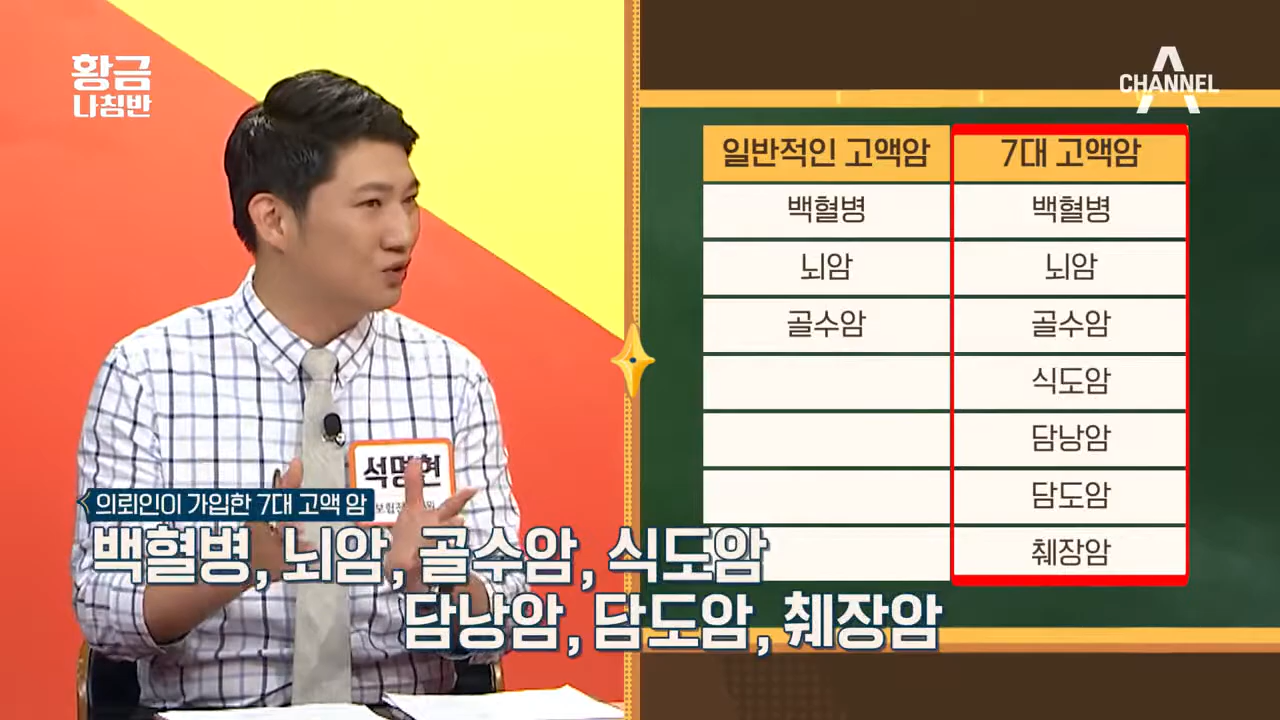 황금
나침반
CHANNEL
일반적인 고액암
7대 고액암
백혈병
백혈병
뇌암
뇌암
골수암
골수암
식도암
담낭암
담도암
췌장암
석명현
의뢰인이 가입한 7대 고액 암
백혈병, 뇌암, 골수암, 식도암
담낭암, 담도암, 췌장암